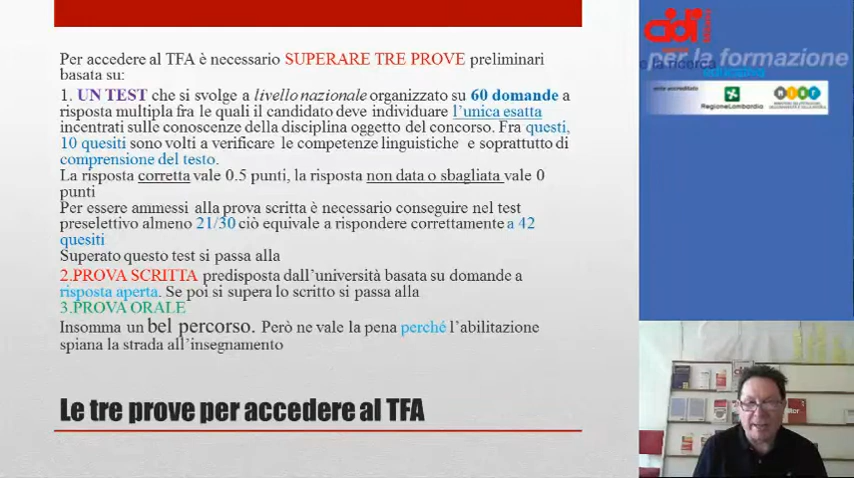 Per accedere al TFA è necessario SUPERARE TRE PROVE preliminari
basata su:
1. UN TEST che si svolge a livello nazionale organizzato su 60 domande a
risposta multipla fra le quali il candidato deve individuare l'unica esatta
incentrati sulle conoscenze della disciplina oggetto del concorso. Fra questi,
10 quesiti sono volti a verificare le competenze linguistiche e soprattutto di
comprensione del testo.
La risposta corretta vale 0.5 punti, la risposta non data o sbagliata vale 0
punti
Per essere ammessi alla prova scritta è necessario conseguire nel test
preselettivo almeno 21/30 ciò equivale a rispondere correttamente a 42
quesiti
Superato questo test si passa alla
2.PROVA SCRITTA predisposta dall'università basata su domande a
risposta aperta. Se poi si supera lo scritto si passa alla
3.PROVA ORALE
Insomma un bel percorso. Però ne vale la pena perché l'abilitazione
spiana la strada all'insegnamento
Le tre prove per accedere al TFA
cidi
per la formazione
e la ricerca
RegioneLombardia